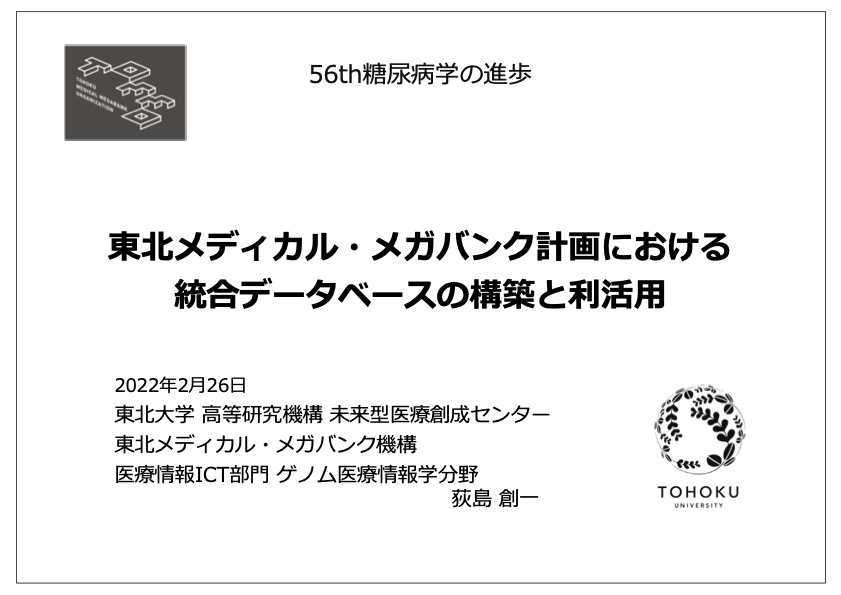 TOHOKU
MEDICAL MEGABANK
ORGANIZATION
56th糖尿病学の進歩
東北メディカル・メガバンク計画における
統合データベースの構築と利活用
2022年2月26日
東北大学 高等研究機構 未来型医療創成センター
東北メディカル・メガバンク機構
医療情報ICT部門 ゲノム医療情報学分野
荻島 創一
TOHOKU
UNIVERSITY